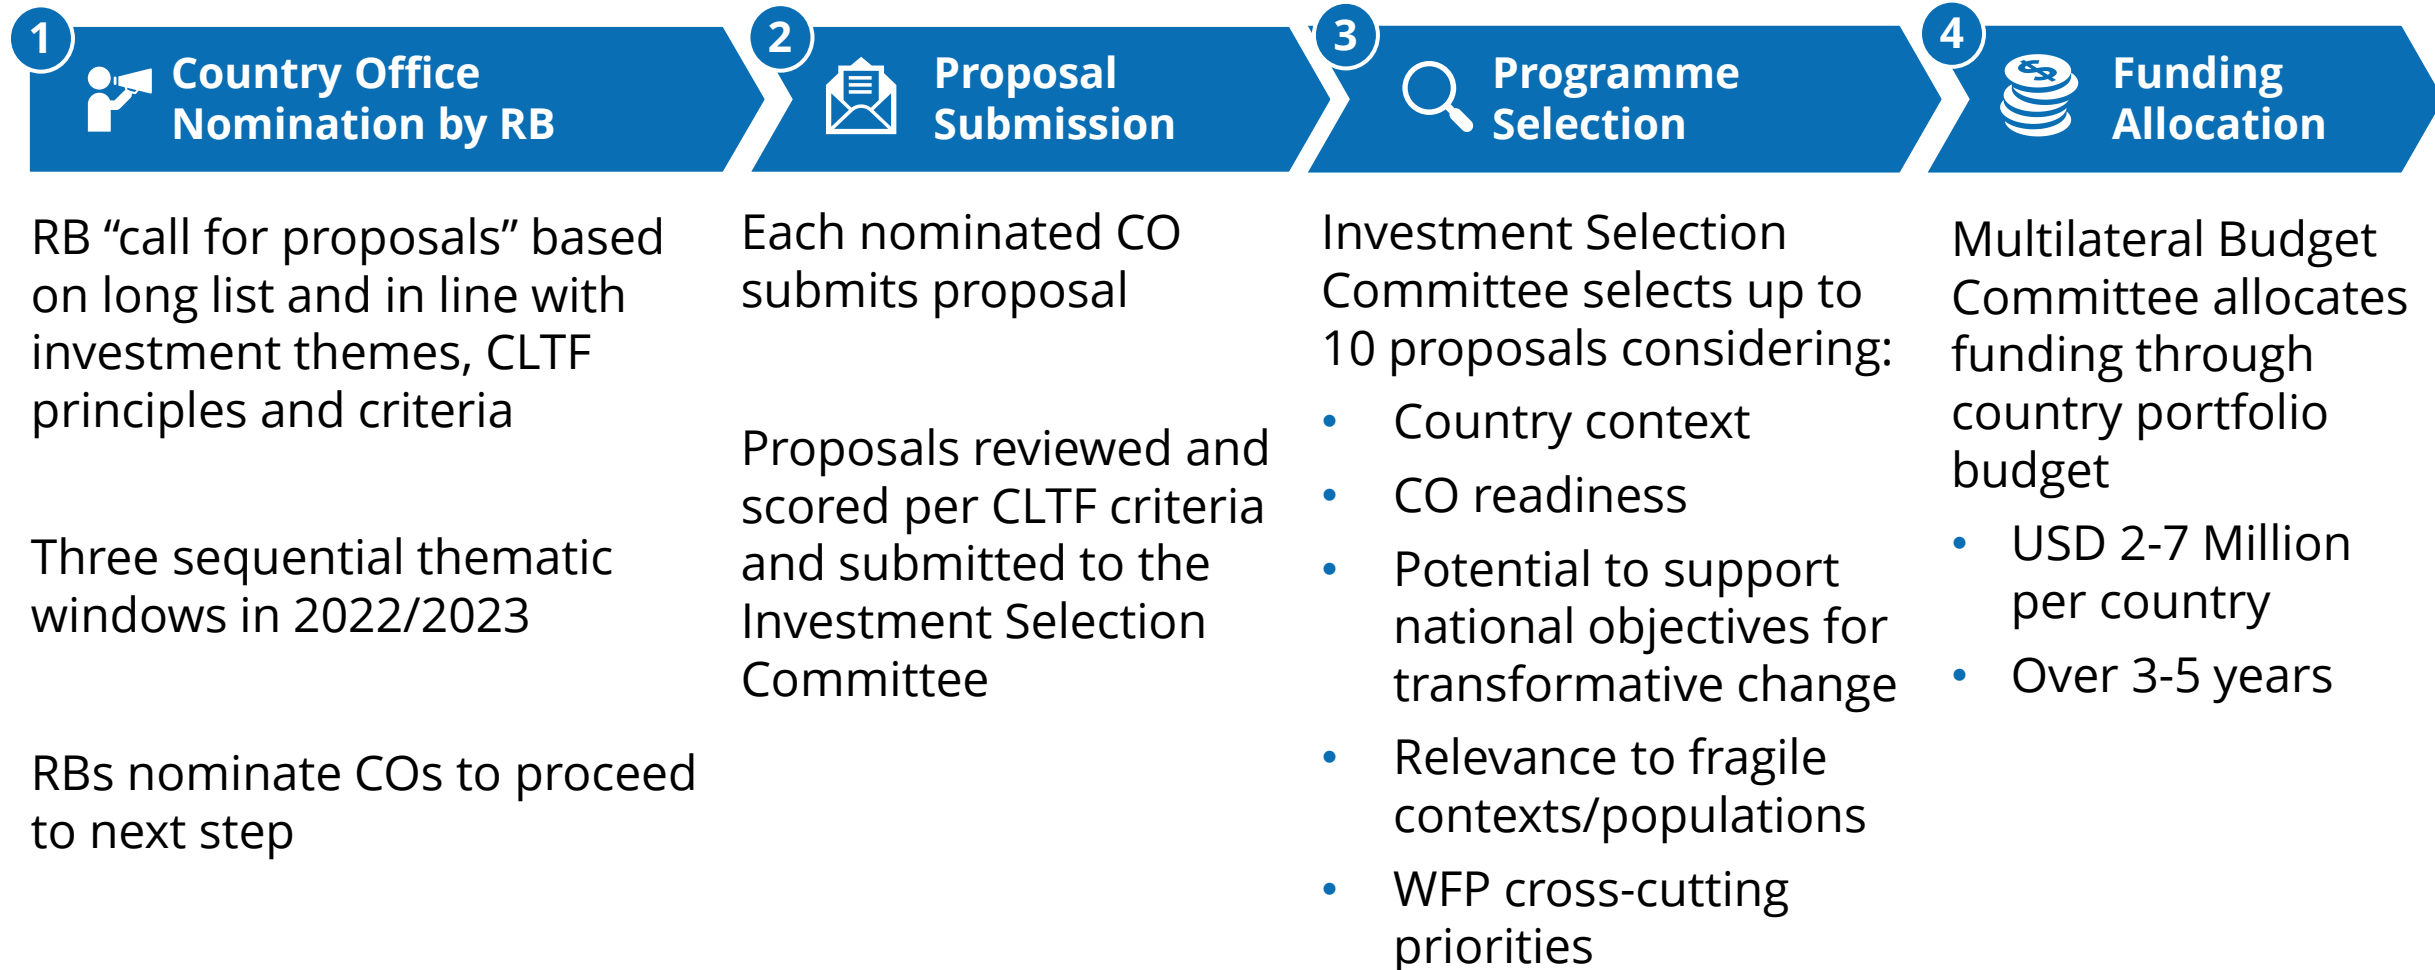 1
Country Office
Nomination by RB
RB “call for proposals” based
on long list and in line with
investment themes, CLTF
principles and criteria
Three sequential thematic
windows in 2022/2023
RBs nominate COs to proceed
to next step
2
Proposal
Submission
Each nominated CO
submits proposal
Proposals reviewed and
scored per CLTF criteria
and submitted to the
Investment Selection
Committee
3
Programme
Selection
Investment Selection
Committee selects up to
10 proposals considering:
• Country context
• CO readiness
• Potential to support
national objectives for
transformative change
• Relevance to fragile
contexts/populations
• WFP cross-cutting
priorities
4
$
Funding
Allocation
Multilateral Budget
Committee allocates
funding through
country portfolio
budget
• USD 2-7 Million
per country
• Over 3-5 years